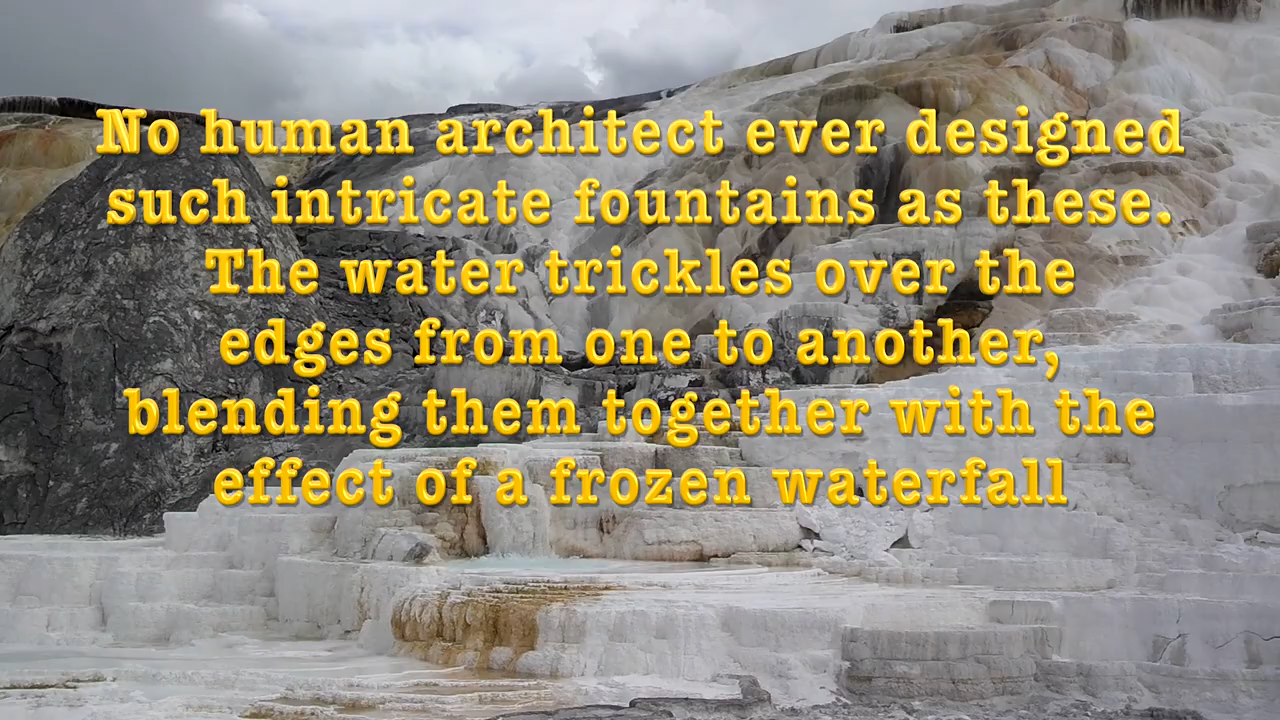 No human architect ever designed
such intricate fountains as these.
The water trickles over the
edges from one to another,
blending them together with the
effect of a frozen waterfall